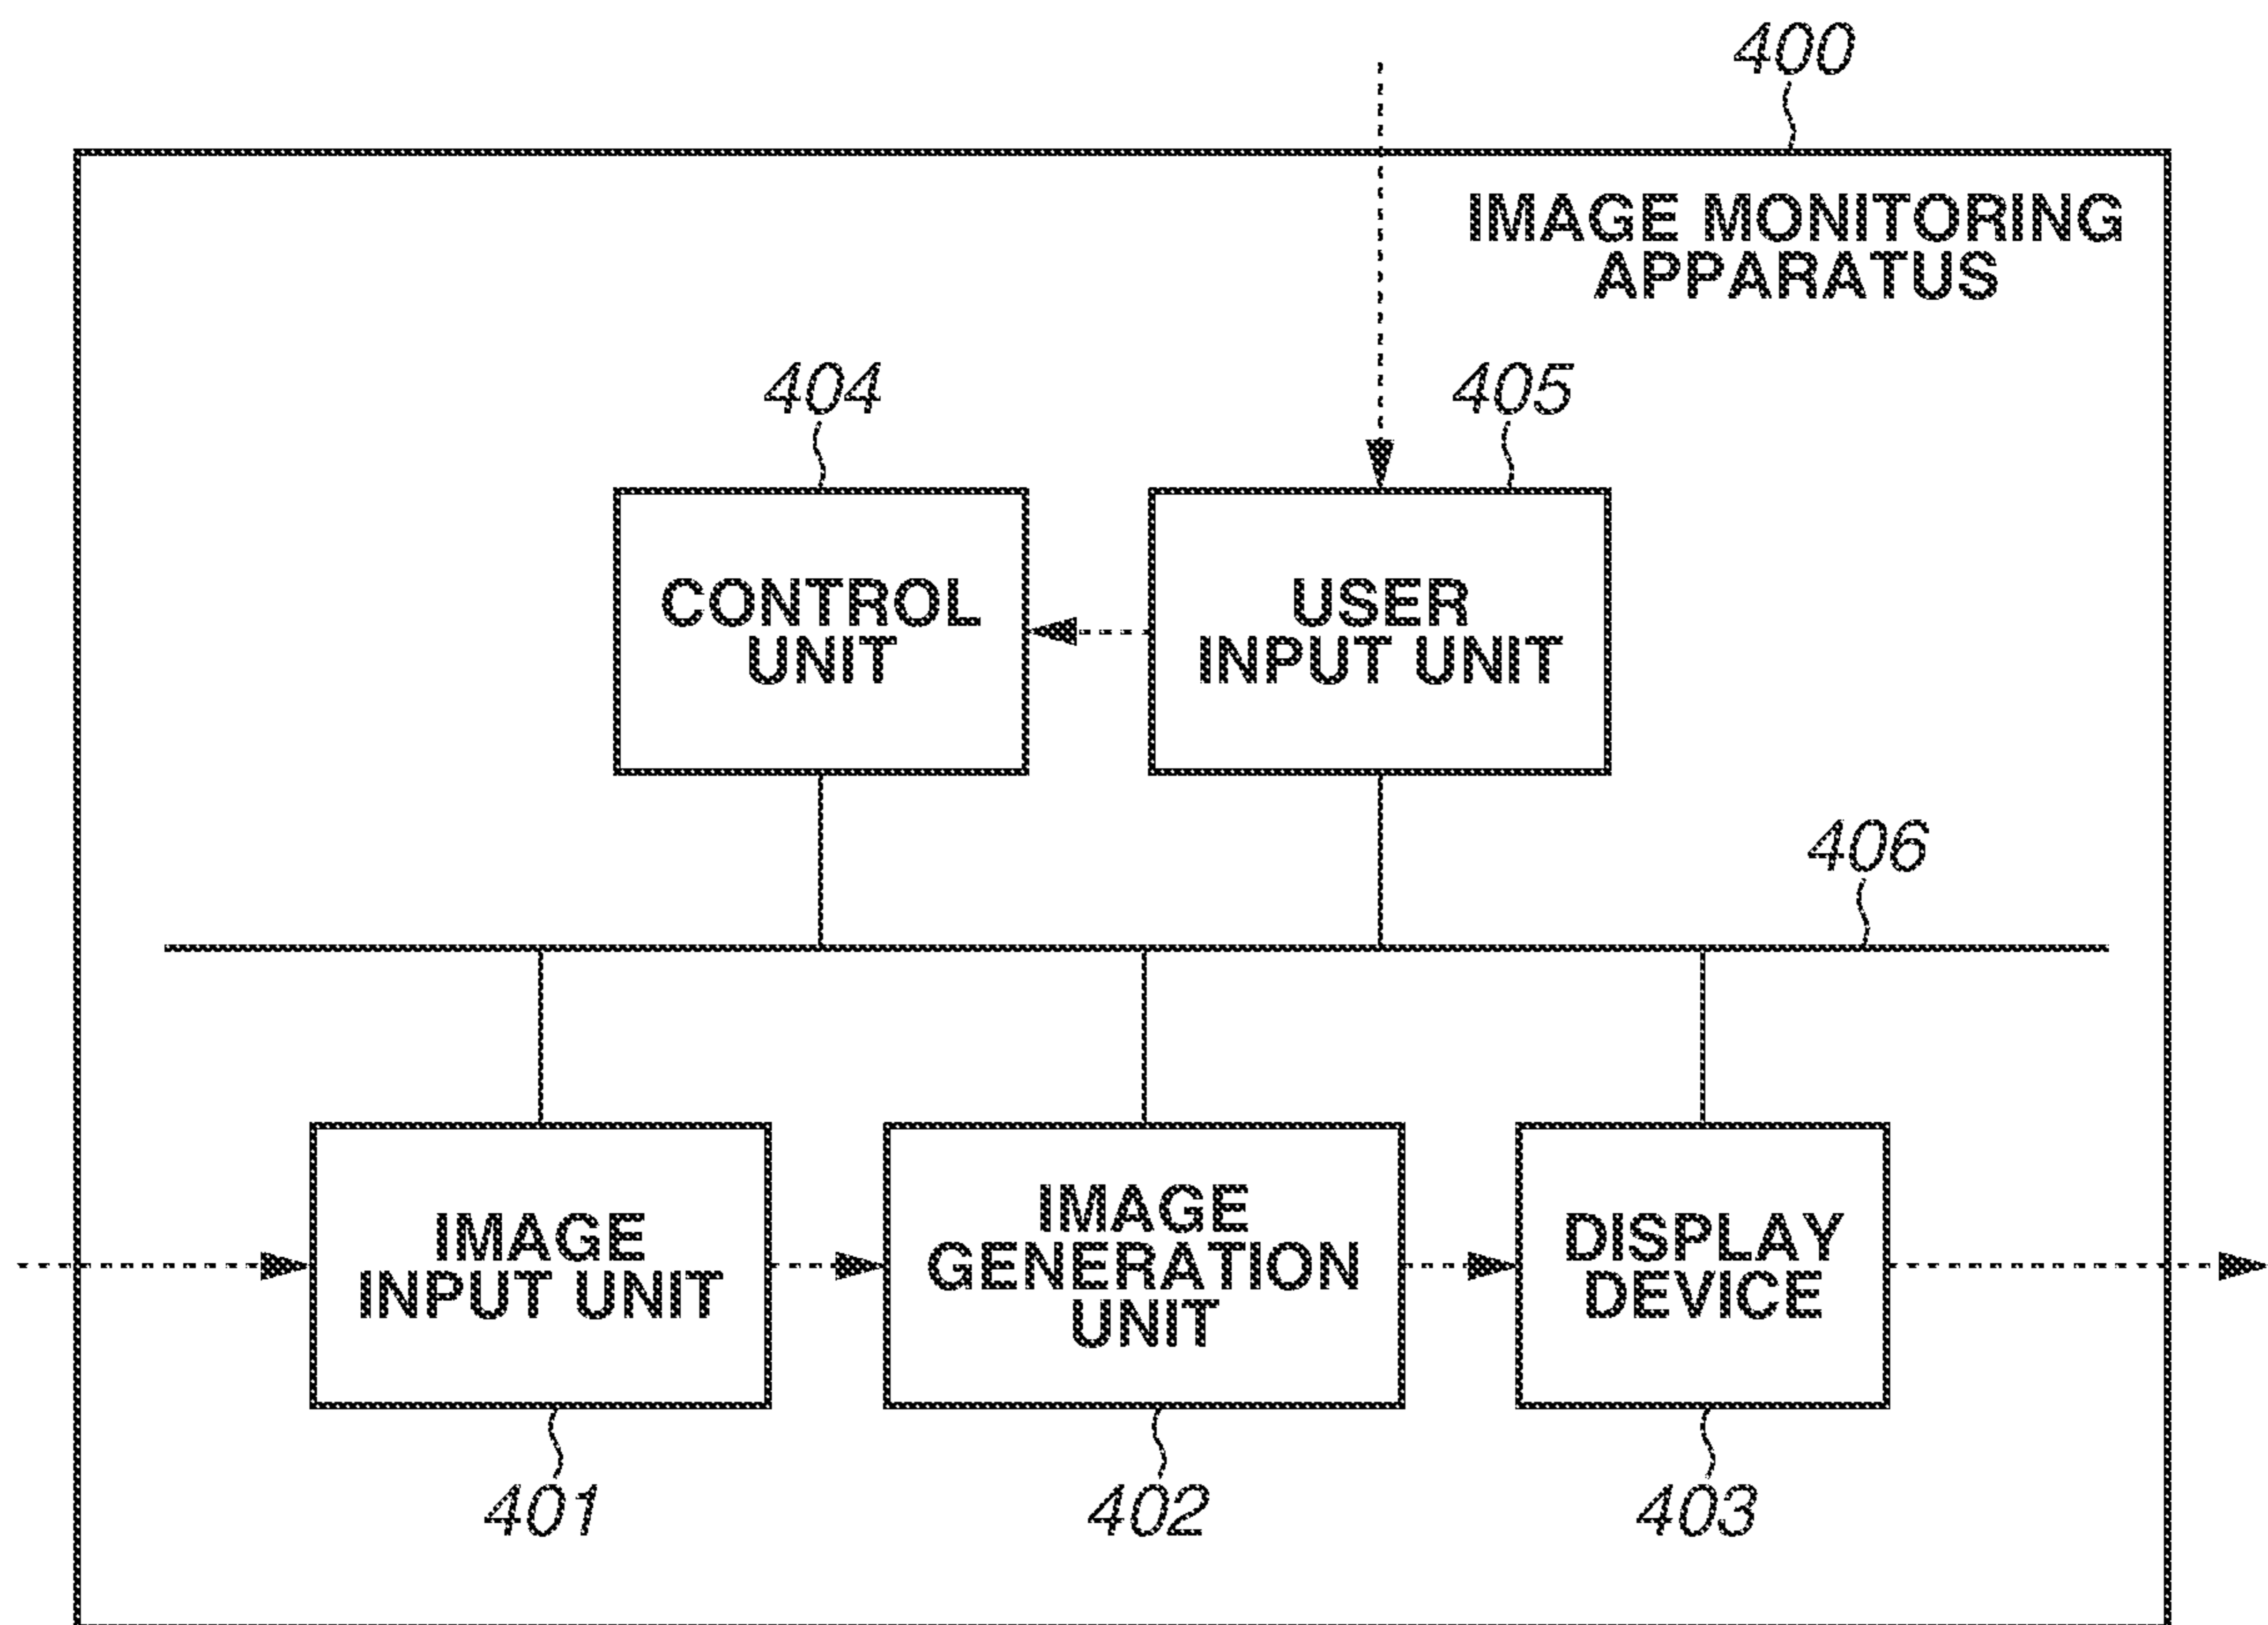 400
IMAGE MONITORING
APPARATUS
404
405
CONTROL
UNIT
USER
INPUT UNIT
406
IMAGE
INPUT UNIT
IMAGE
GENERATION
UNIT
DISPLAY
DEVICE
401
402
403